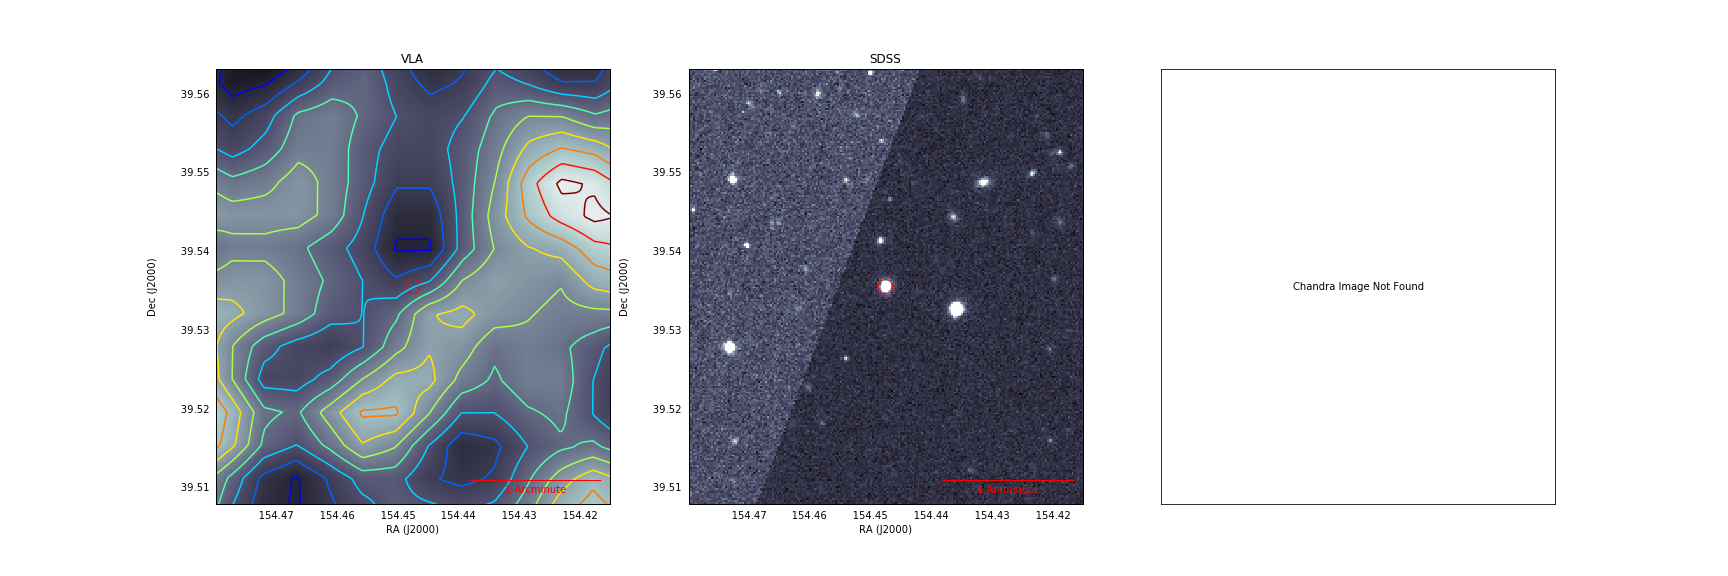 VLA
39.56
39.55
39.54
39.53
39.52
39.51
Dec (J2000)
154.47 154.46 154.45 154.44 154.43 154.42
RA (J2000)
1 Arcminute
SDSS
39.56
39.55
39.54
39.53
39.52
39.51
Dec (J2000)
154.47 154.46 154.45 154.44 154.43 154.42
RA (J2000)
1 Arcminute
Chandra Image Not Found